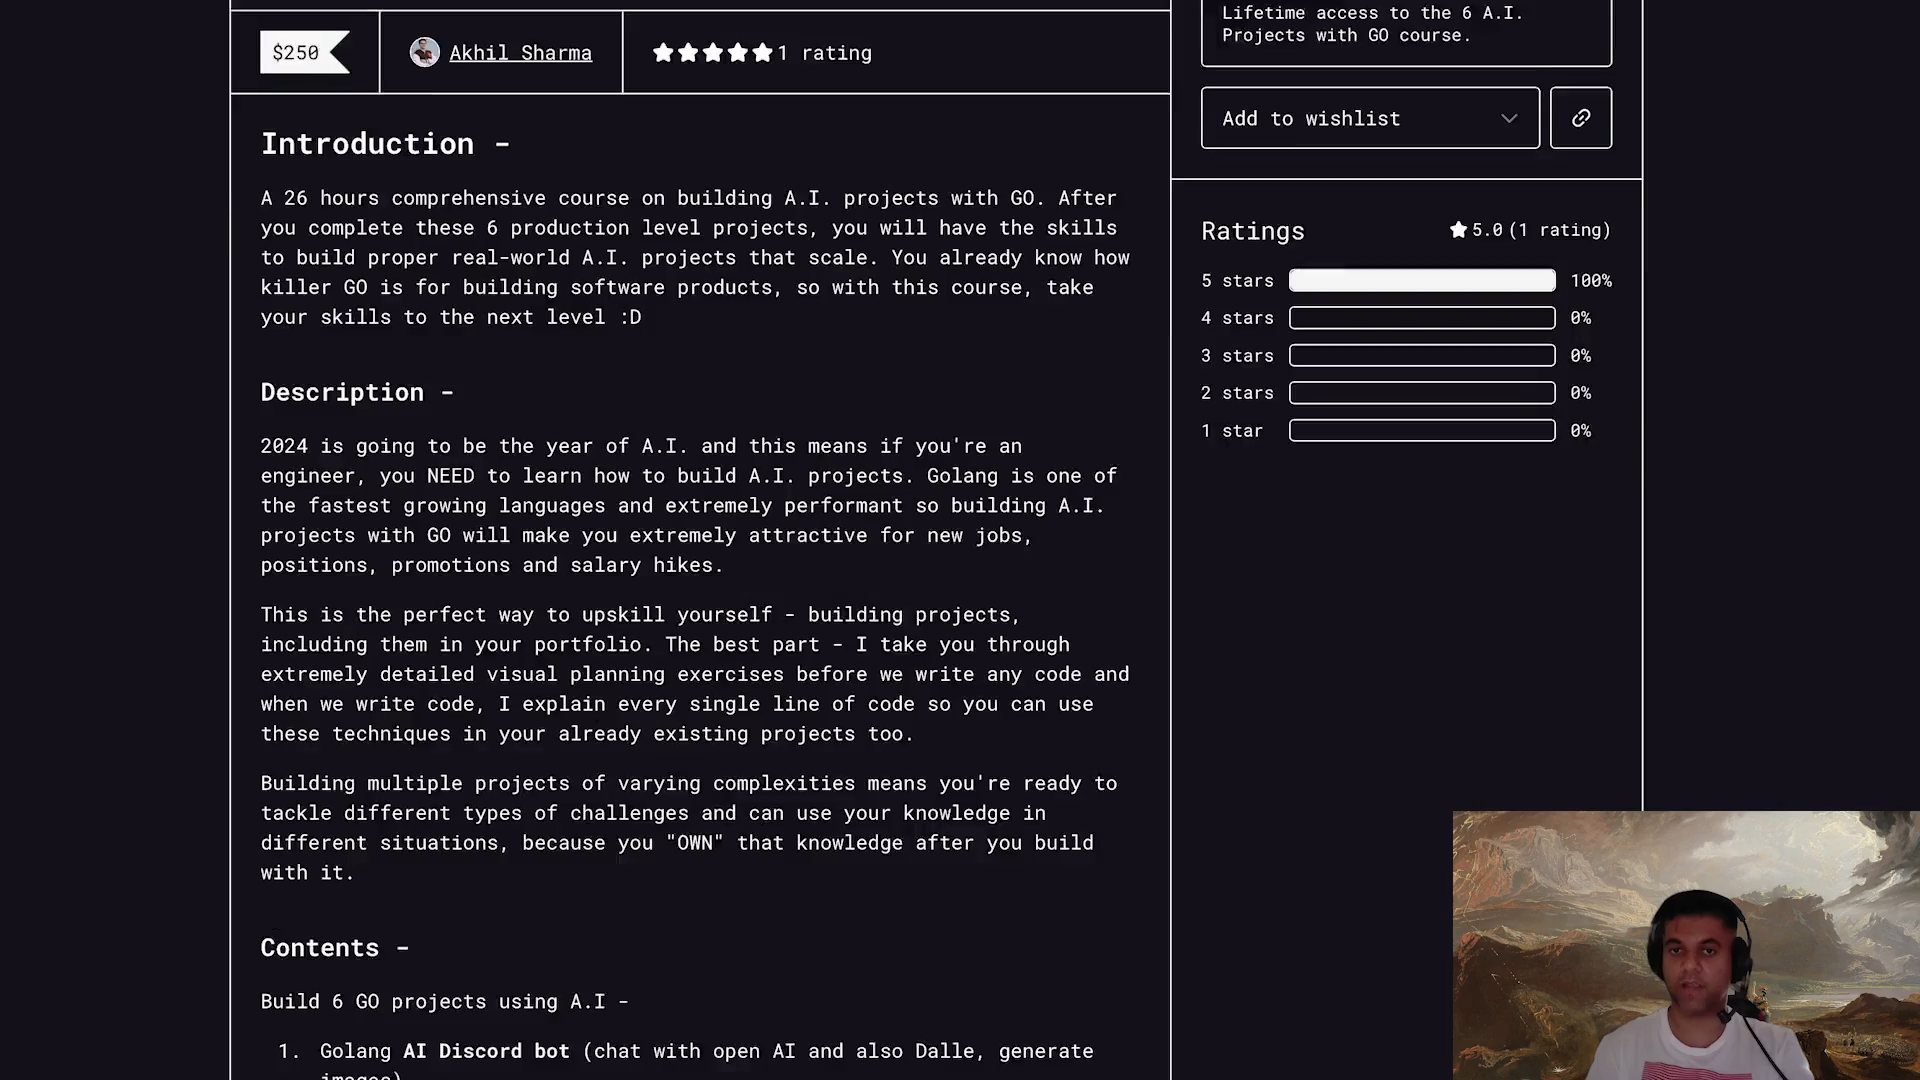 $250
Akhil Sharma
1 rating
Introduction -
A 26 hours comprehensive course on building A.I. projects with GO. After
you complete these 6 production level projects, you will have the skills
to build proper real-world A.I. projects that scale. You already know how
killer GO is for building software products, so with this course, take
your skills to the next level :D
Description -
2024 is going to be the year of A.I. and this means if you're an
engineer, you NEED to learn how to build A.I. projects. Golang is one of
the fastest growing languages and extremely performant so building A.I.
projects with GO will make you extremely attractive for new jobs,
positions, promotions and salary hikes.
This is the perfect way to upskill yourself - building projects,
including them in your portfolio. The best part - I take you through
extremely detailed visual planning exercises before we write any code and
when we write code, I explain every single line of code so you can use
these techniques in your already existing projects too.
Building multiple projects of varying complexities means you're ready to
tackle different types of challenges and can use your knowledge in
different situations, because you "OWN" that knowledge after you build
with it.
Contents -
Build 6 GO projects using A.I -
1. Golang AI Discord bot (chat with open AI and also Dalle, generate
images)
Lifetime access to the 6 A.I.
Projects with GO course.
Add to wishlist
Ratings
5.0 (1 rating)
5 stars 100%
4 stars 0%
3 stars 0%
2 stars 0%
1 star 0%